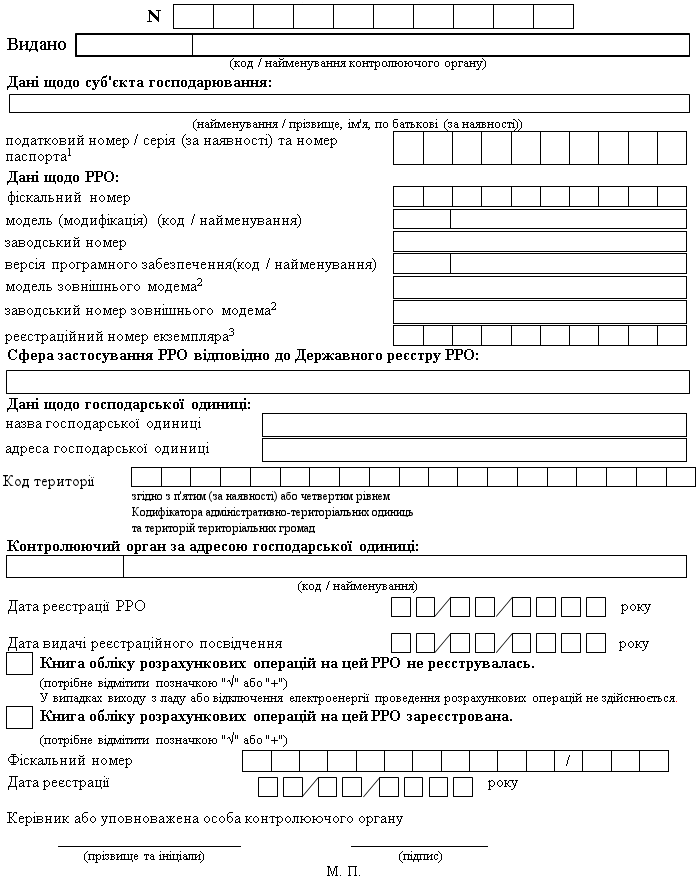 N
Видано
(код / найменування контролюючого органу)
Дані щодо суб'єкта господарювання:
(найменування / прізвище, ім'я, по батькові (за наявності))
податковий номер / серія (за наявності) та номер
паспорта1
Дані щодо РРО:
фіскальний номер
модель (модифікація) (код / найменування)
заводський номер
версія програмного забезпечення(код / найменування)
модель зовнішнього модема2
заводський номер зовнішнього модема2
реєстраційний номер екземпляра3
Сфера застосування РРО відповідно до Державного реєстру РРО:
Дані щодо господарської одиниці:
назва господарської одиниці
адреса господарської одиниці
Код території
згідно з п'ятим (за наявності) або четвертим рівнем
Кодифікатора адміністративно-територіальних одиниць
та територій територіальних громад
Контролюючий орган за адресою господарської одиниці:
(код / найменування)
Дата реєстрації РРО / / року
Дата видачі реєстраційного посвідчення / / року
Книга обліку розрахункових операцій на цей РРО не реєструвалась.
(потрібне відмітити позначкою "√" або "+")
У випадках виходу з ладу або відключення електроенергії проведення розрахункових операцій не здійснюється.
Книга обліку розрахункових операцій на цей РРО зареєстрована.
(потрібне відмітити позначкою "√" або "+")
Фіскальний номер /
Дата реєстрації / / року
Керівник або уповноважена особа контролюючого органу
(прізвище та ініціали) (підпис)
М. П.